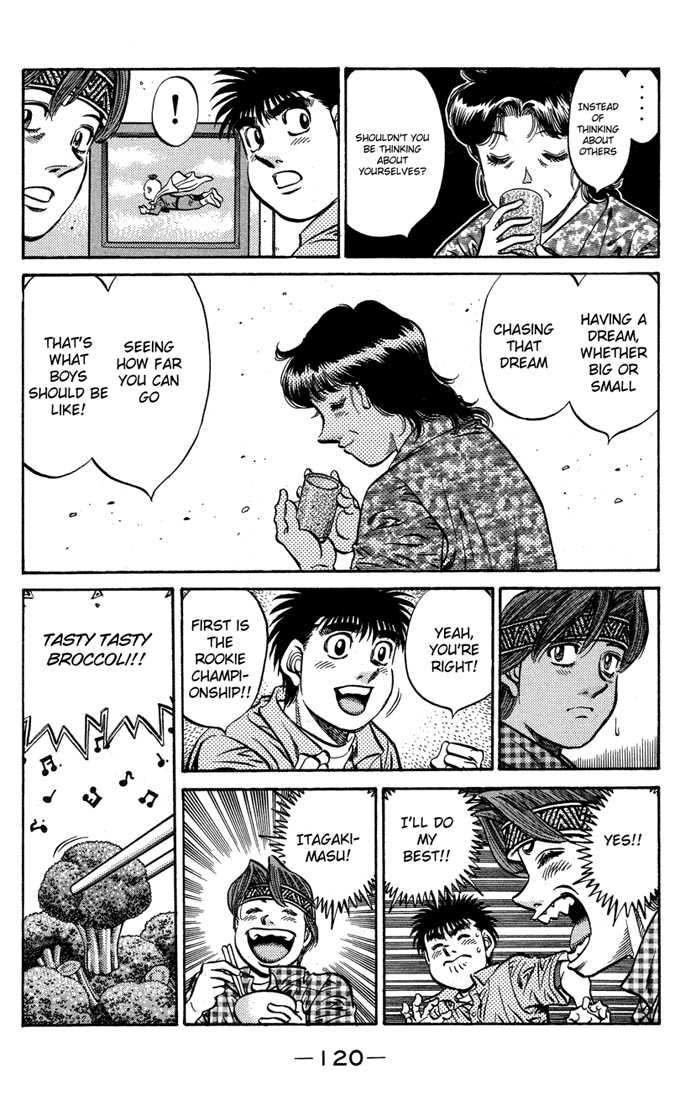 . . . .
INSTEAD
OF
THINKING
ABOUT
OTHERS
SHOULDN'T YOU
BE THINKING
ABOUT
YOURSELVES?
!
HAVING A
DREAM,
WHETHER
BIG OR
SMALL
CHASING
THAT
DREAM
SEEING
HOW FAR
YOU CAN
GO
THAT'S
WHAT
BOYS
SHOULD BE
LIKE!
YEAH,
YOU'RE
RIGHT!
FIRST IS
THE
ROOKIE
CHAMPI-
ONSHIP!!
TASTY TASTY
BROCCOLI!!
YES!!
I'LL DO
MY
BEST!!
ITAGAKI-
MASU!
—120—